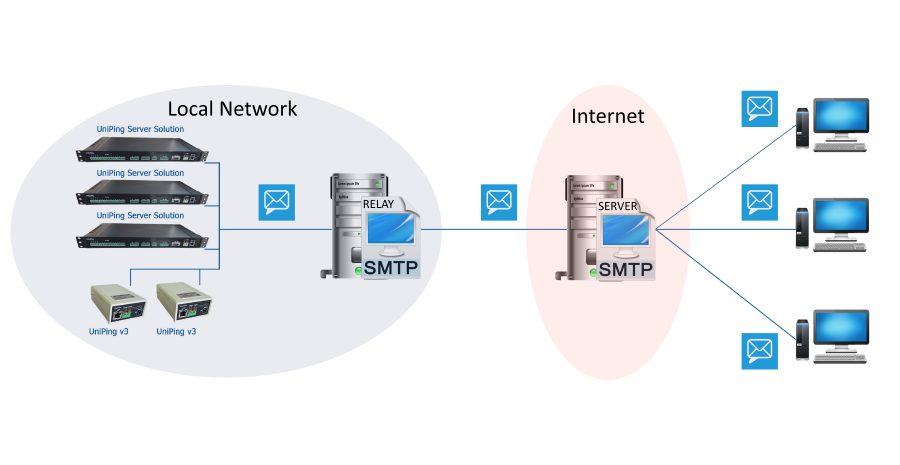 Local Network
UniPing Server Solution
UniPing Server Solution
UniPing Server Solution
UniPing v3
UniPing v3
RELAY
SMTP
Internet
SERVER
SMTP